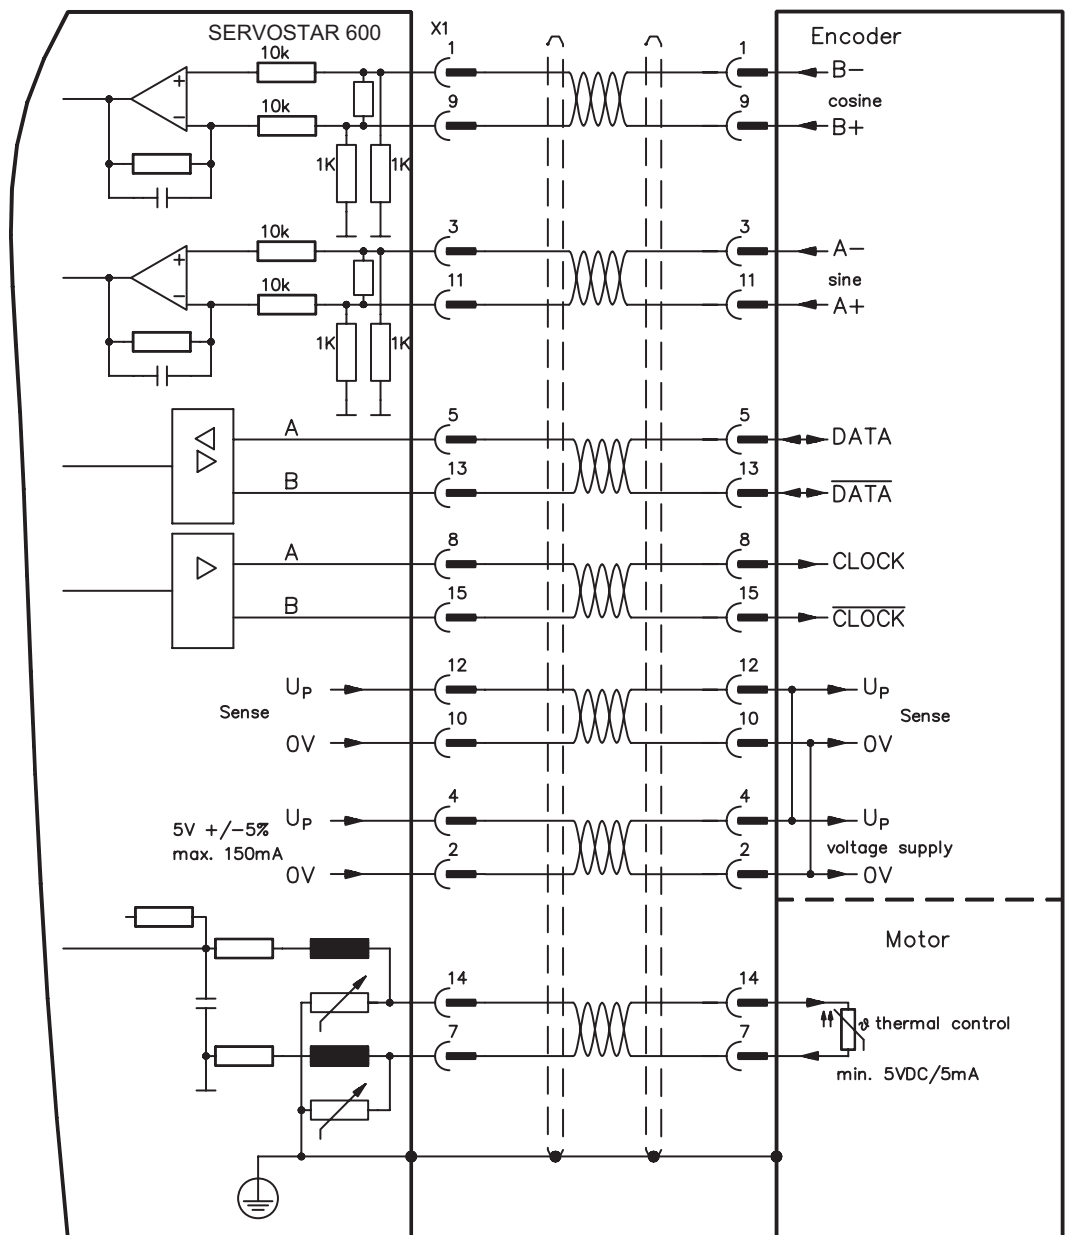 SERVOSTAR 600
X1
Encoder
10k
1
1
B−
+
10k
9
9
cosine
B+
−
1K
1K
10k
3
3
A−
+
10k
11
11
sine
A+
−
1K
1K
A
5
5
DATA
B
13
13
DATA
A
8
8
CLOCK
B
15
15
CLOCK
UP
12
12
UP
Sense
Sense
0V
10
10
0V
5V +/−5%
UP
4
4
UP
max. 150mA
voltage supply
0V
2
2
0V
Motor
14
14
ϑ thermal control
7
7
min. 5VDC/5mA